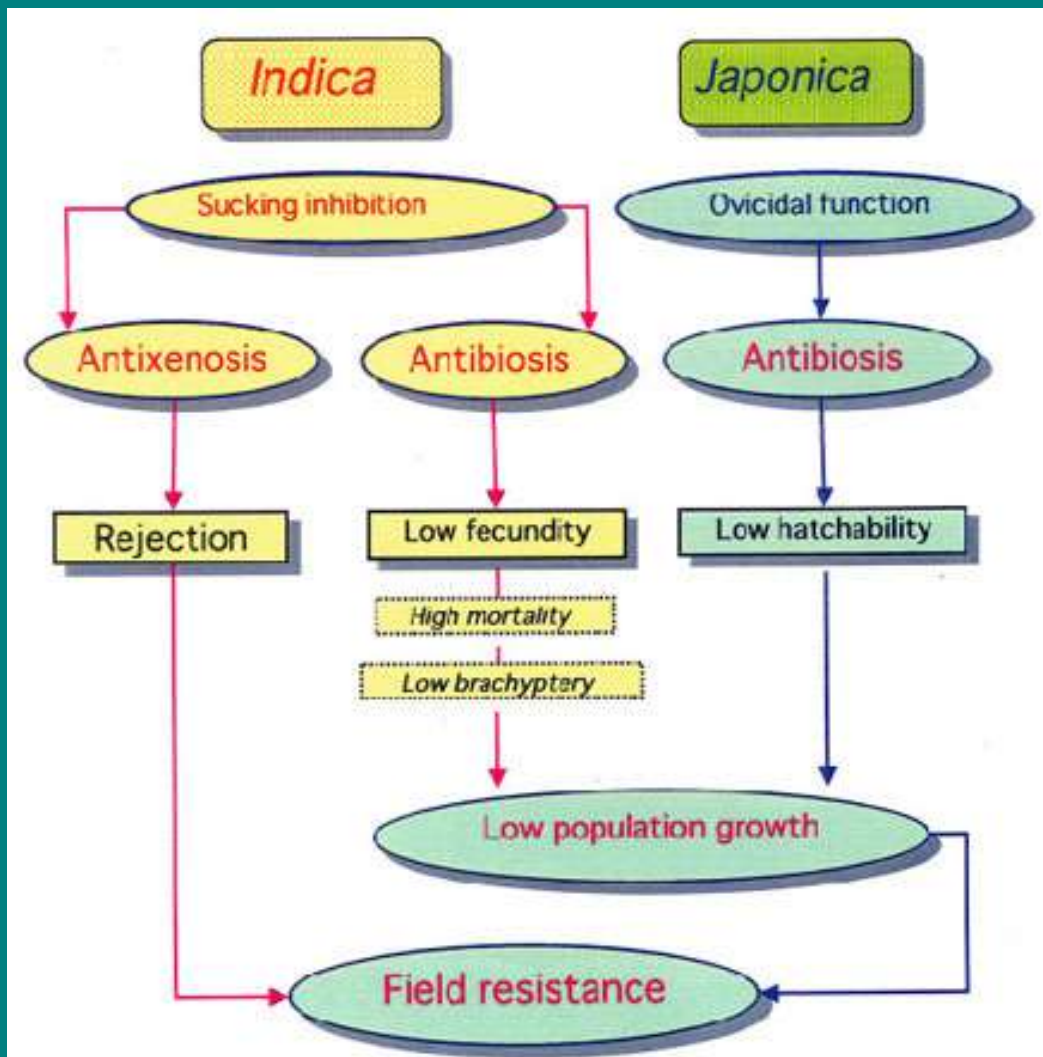 Indica
Japonica
Sucking inhibition
Ovicidal function
Antixenosis
Antibiosis
Antibiosis
Rejection
Low fecundity
Low hatchability
High mortality
Low brachyptery
Low population growth
Field resistance